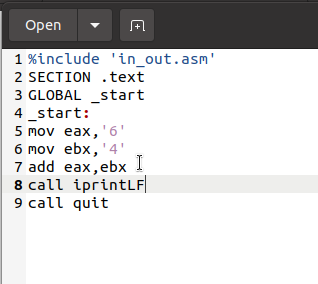 Open
1 %include 'in_out.asm'
2 SECTION .text
3 GLOBAL _start
4 _start:
5 mov eax,'6'
6 mov ebx,'4'
7 add eax,ebx
8 call iprintLF
9 call quit